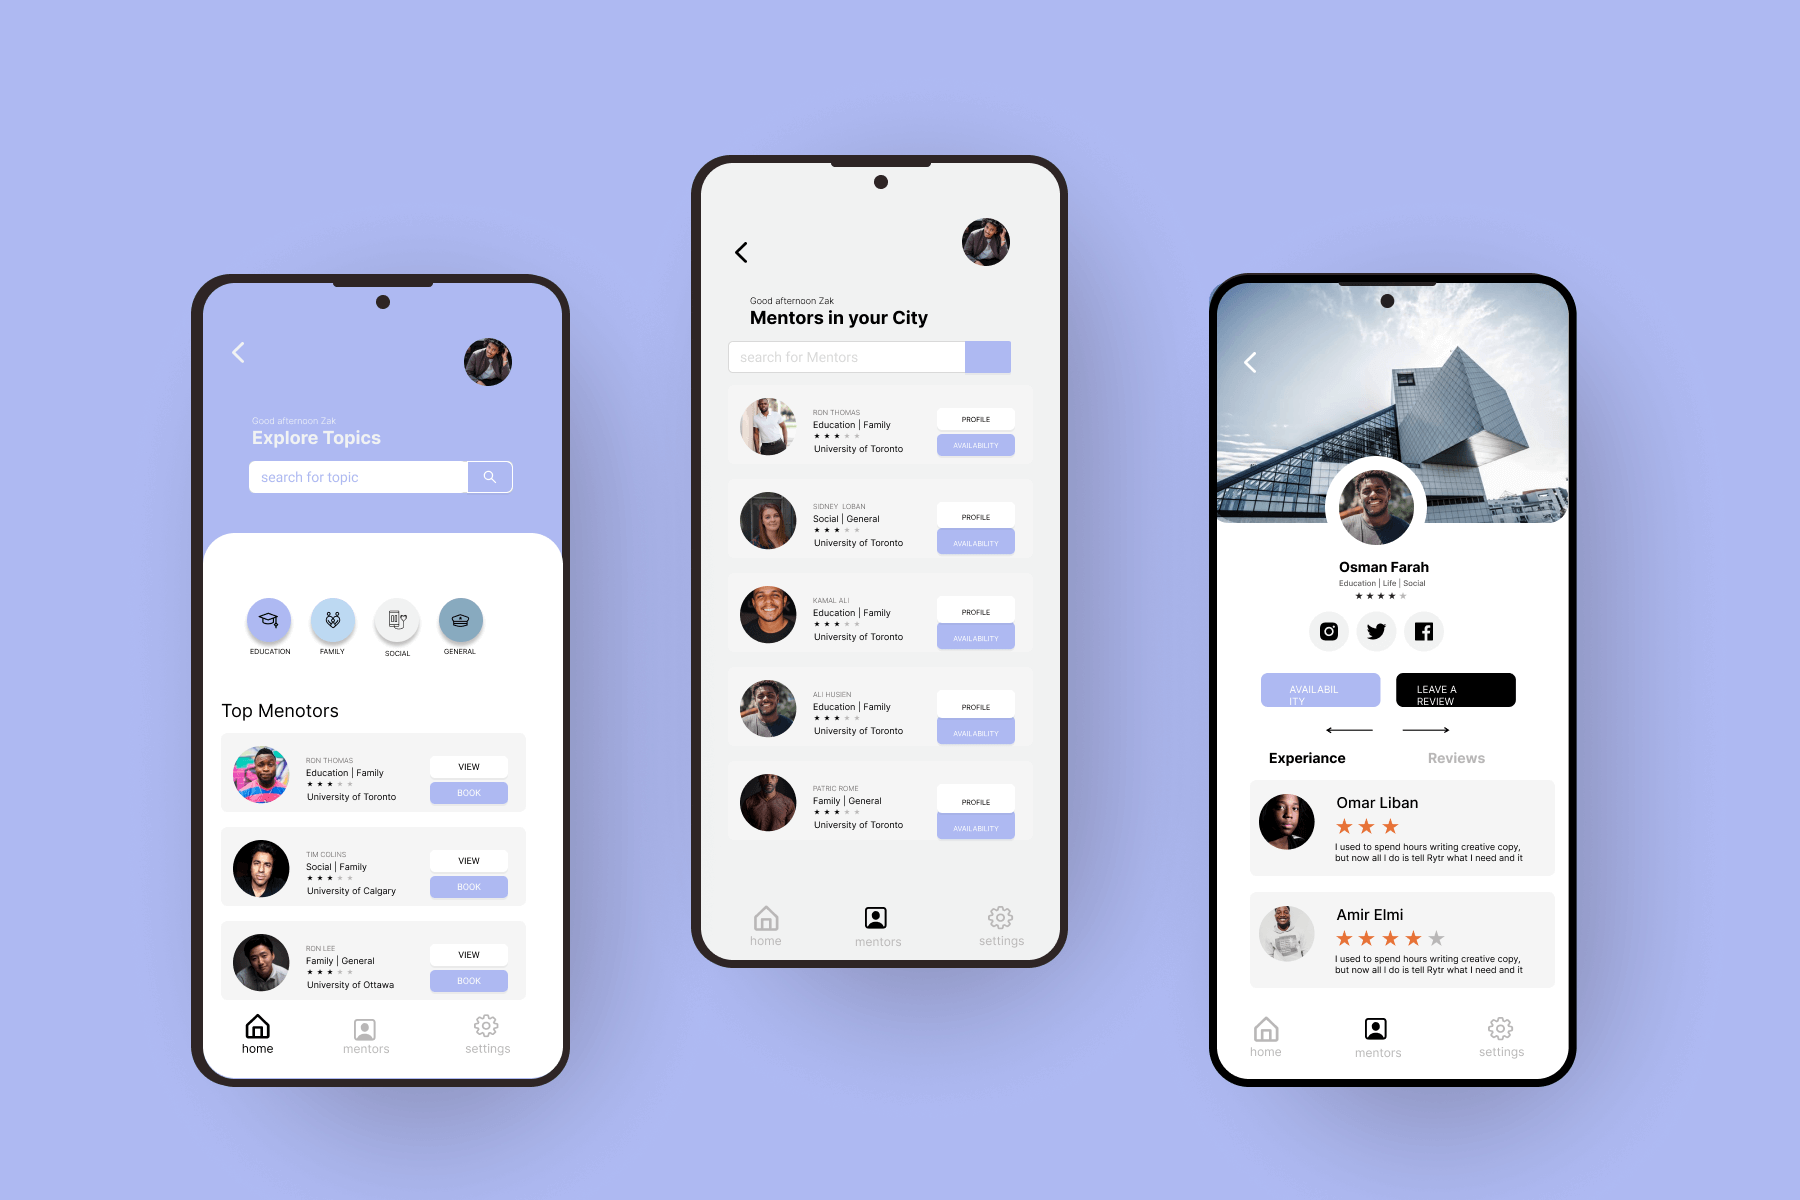 Good afternoon Zak
Explore Topics
search for topic
EDUCATION
FAMILY
SOCIAL
GENERAL
Top Menotors
RON THOMAS
Education | Family
University of Toronto
VIEW
BOOK
TIM COLINS
Social | Family
University of Calgary
VIEW
BOOK
RON LEE
Family | General
University of Ottawa
VIEW
BOOK
home
mentors
settings
Good afternoon Zak
Mentors in your City
search for Mentors
RON THOMAS
Education | Family
University of Toronto
PROFILE
AVAILABILITY
SIDNEY LOBAN
Social | General
University of Toronto
PROFILE
AVAILABILITY
KAMAL ALI
Education | Family
University of Toronto
PROFILE
AVAILABILITY
ALI HUSIEN
Education | Family
University of Toronto
PROFILE
AVAILABILITY
PATRIC ROME
Family | General
University of Toronto
PROFILE
AVAILABILITY
home
mentors
settings
Osman Farah
Education | Life | Social
AVAILABIL
ITY
LEAVE A
REVIEW
Experiance
Reviews
Omar Liban
I used to spend hours writing creative copy,
but now all I do is tell Rytr what I need and it
Amir Elmi
I used to spend hours writing creative copy,
but now all I do is tell Rytr what I need and it
home
mentors
settings